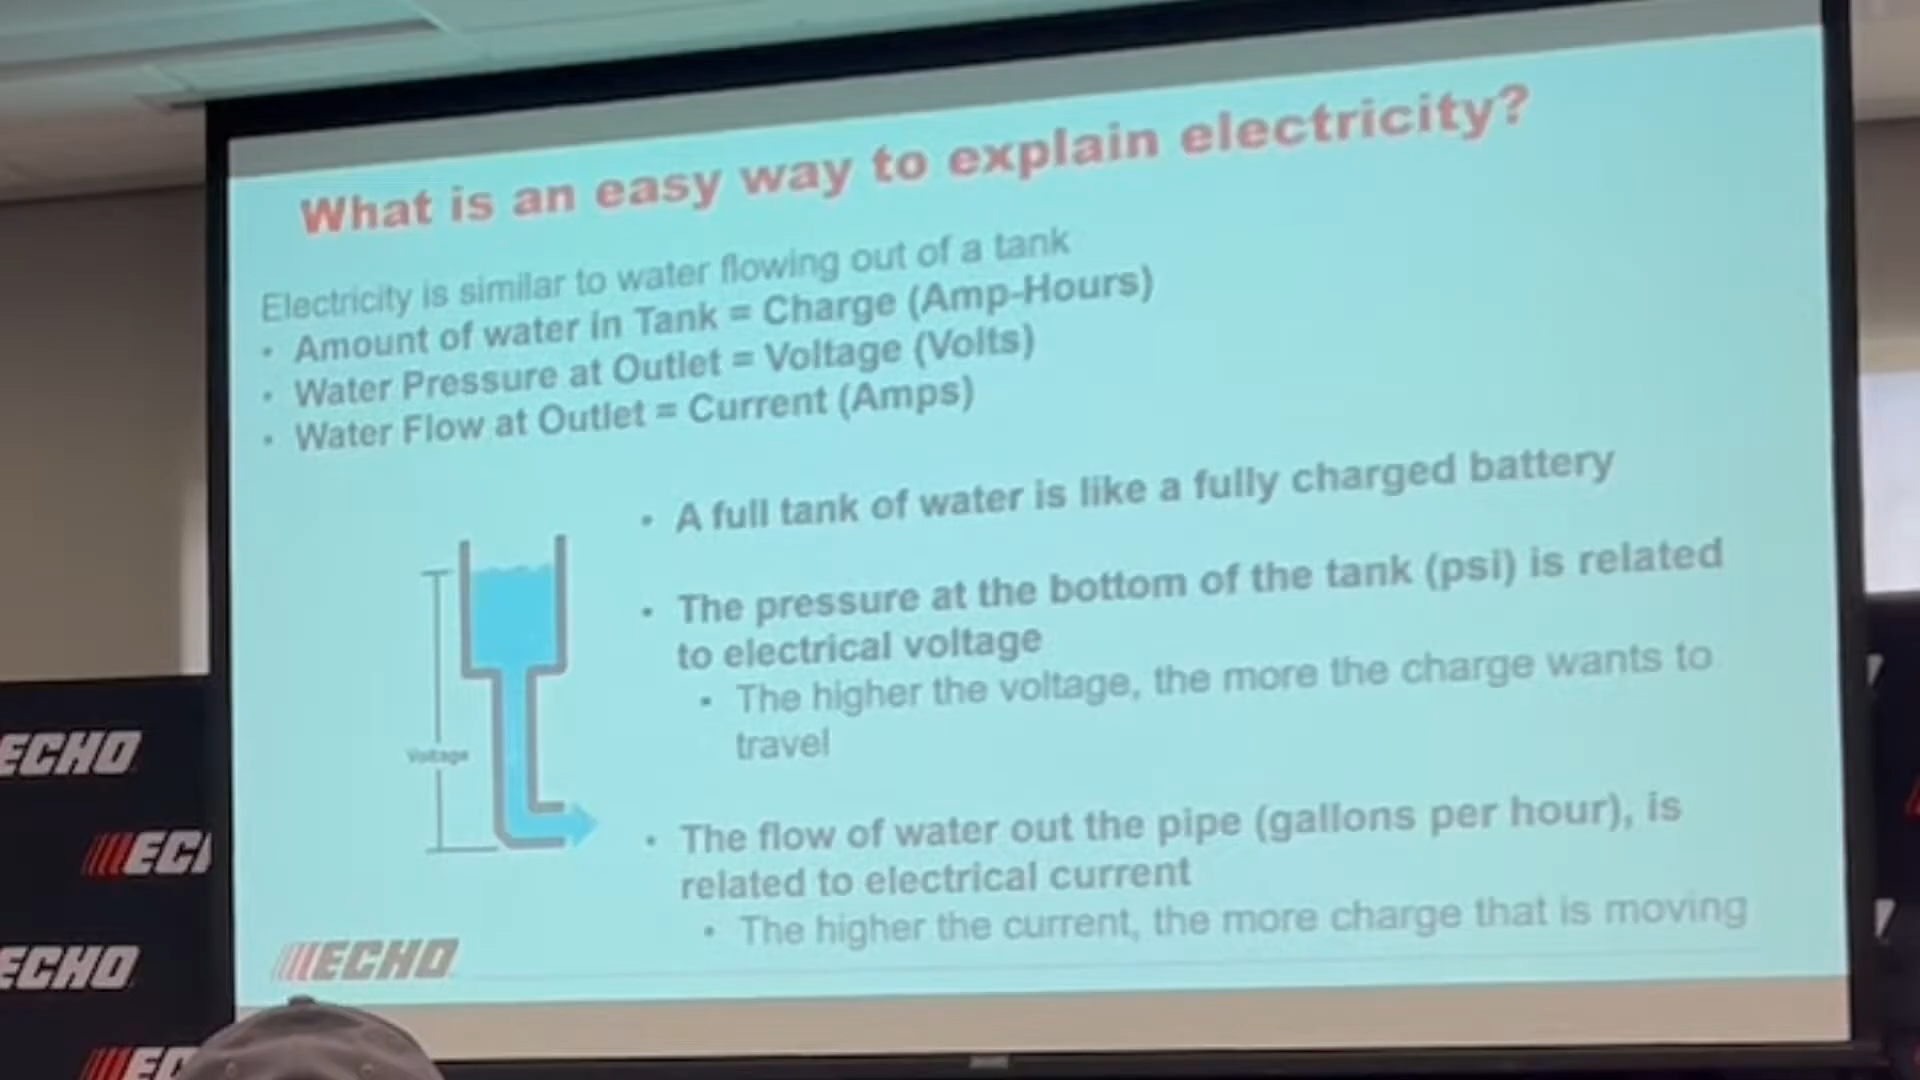 What is an easy way to explain electricity?
Electricity is similar to water flowing out of a tank
• Amount of water in Tank = Charge (Amp-Hours)
• Water Pressure at Outlet = Voltage (Volts)
• Water Flow at Outlet = Current (Amps)
• A full tank of water is like a fully charged battery
• The pressure at the bottom of the tank (psi) is related
to electrical voltage
• The higher the voltage, the more the charge wants to
travel
Voltage
• The flow of water out the pipe (gallons per hour), is
related to electrical current
• The higher the current, the more charge that is moving
ECHO
ECHO
ECH
ECHO
EC